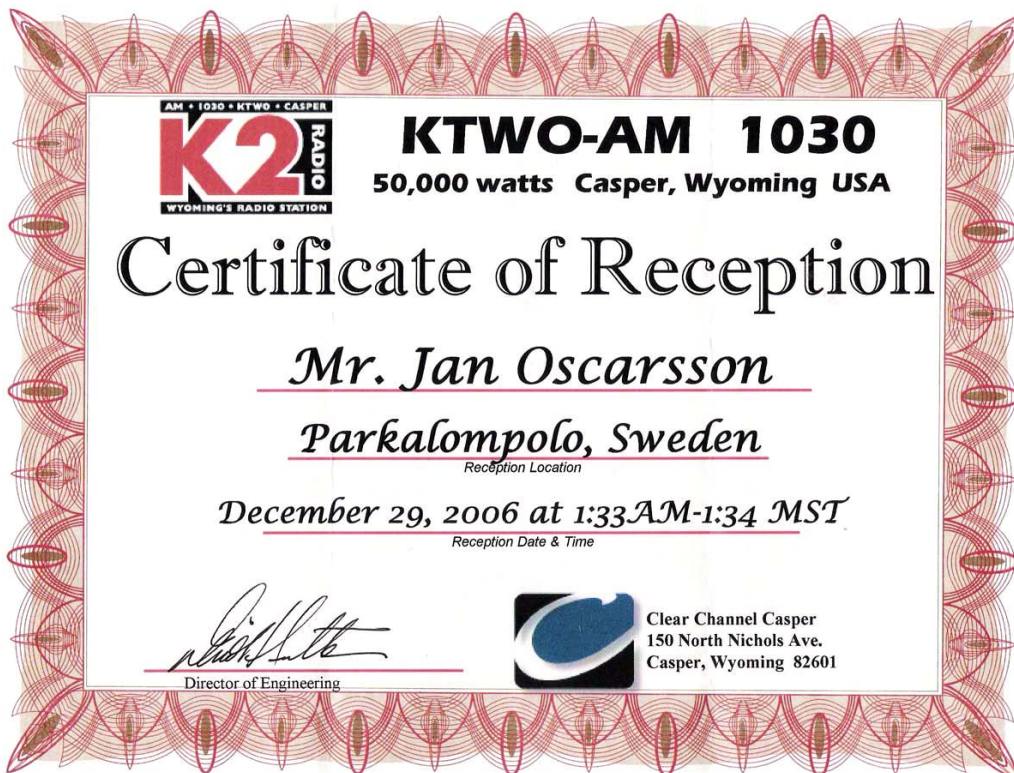 AM • 1030 • KTWO • CASPER
K2
RADIO
WYOMING'S RADIO STATION
KTWO-AM 1030
50,000 watts Casper, Wyoming USA
Certificate of Reception
Mr. Jan Oscarsson
Parkalompolo, Sweden
Reception Location
December 29, 2006 at 1:33AM-1:34 MST
Reception Date & Time
Director of Engineering
Clear Channel Casper
150 North Nichols Ave.
Casper, Wyoming 82601